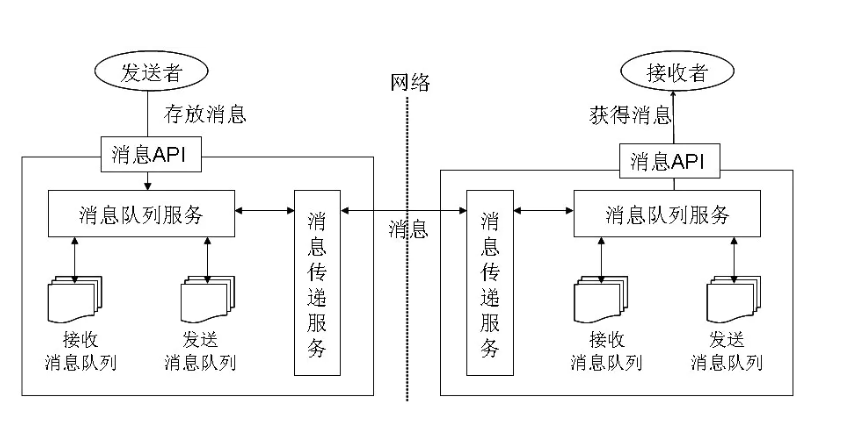 发送者
接收者
网络
存放消息
获得消息
消息API
消息API
消息队列服务
消息传递服务
消息
消息传递服务
消息队列服务
接收
消息队列
发送
消息队列
接收
消息队列
发送
消息队列